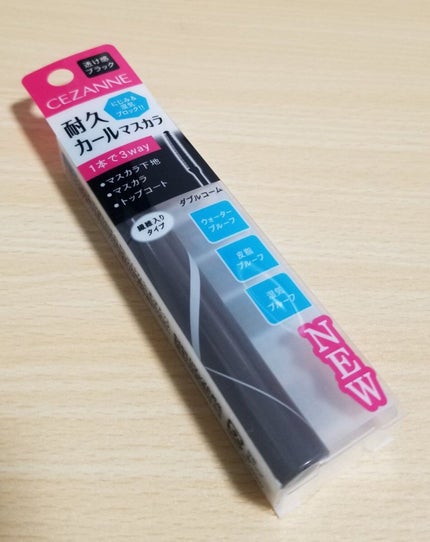 透け感
ブラック
CEZANNE
にじみ&
湿気
ブロック!!
耐久
カールマスカラ
1本で3way
•マスカラ下地
•マスカラ
•トップコート
ダブルコーム
繊維入り
タイプ
ウォーター
プルーフ
皮脂
プルーフ
湿気
プルーフ
NEW